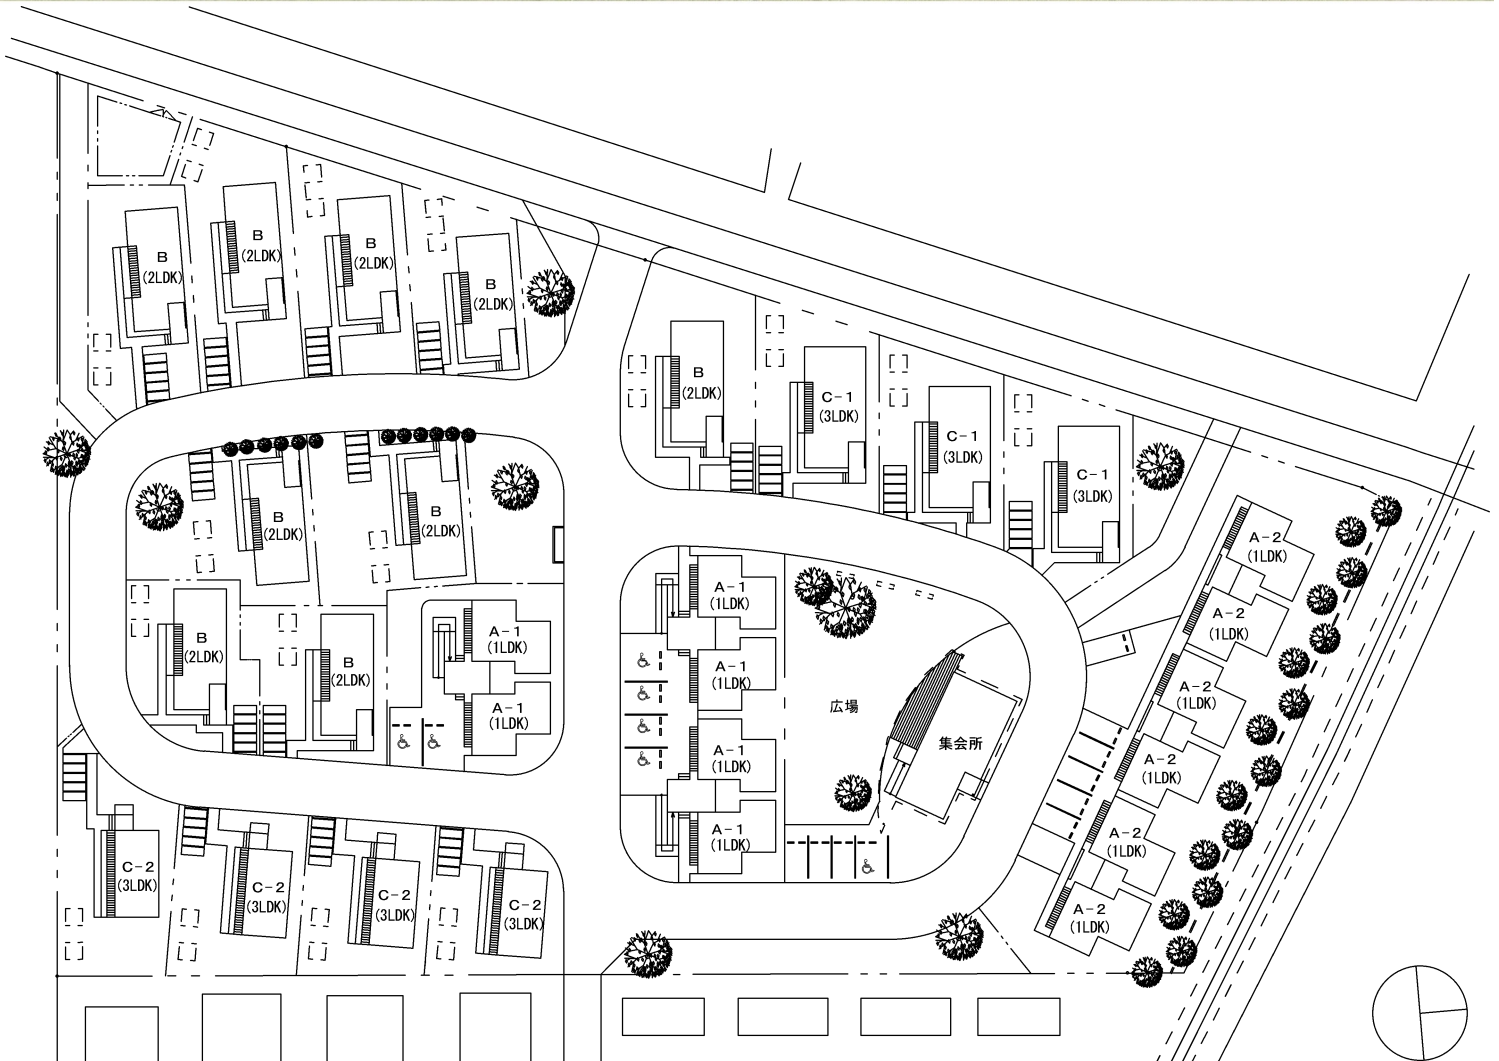 B
(2LDK)
B
(2LDK)
B
(2LDK)
B
(2LDK)
B
(2LDK)
C-1
(3LDK)
C-1
(3LDK)
C-1
(3LDK)
B
(2LDK)
B
(2LDK)
B
(2LDK)
B
(2LDK)
A-1
(1LDK)
A-1
(1LDK)
A-1
(1LDK)
A-1
(1LDK)
A-1
(1LDK)
A-1
(1LDK)
広場
集会所
A-2
(1LDK)
A-2
(1LDK)
A-2
(1LDK)
A-2
(1LDK)
A-2
(1LDK)
A-2
(1LDK)
C-2
(3LDK)
C-2
(3LDK)
C-2
(3LDK)
C-2
(3LDK)